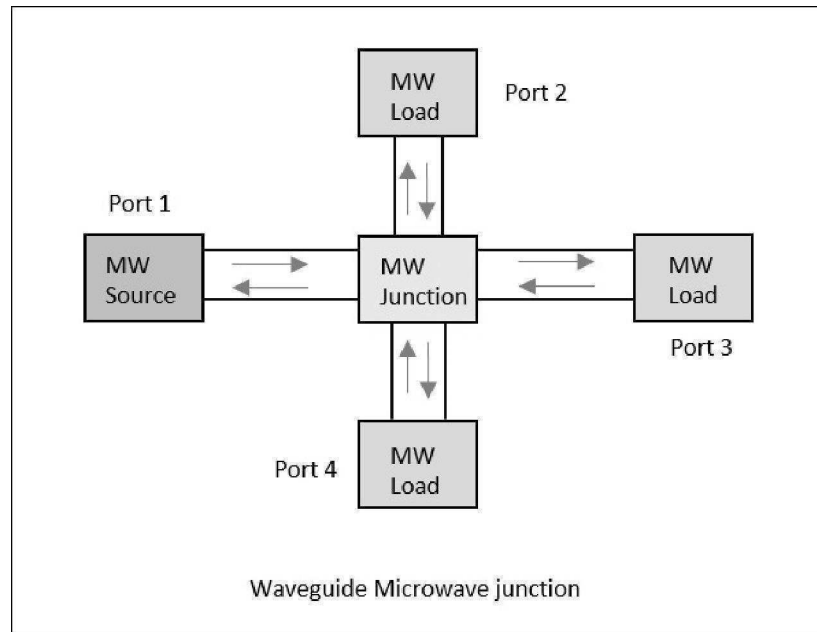 MW
Load
Port 2
Port 1
MW
Source
MW
Junction
MW
Load
Port 3
Port 4
MW
Load
Waveguide Microwave junction